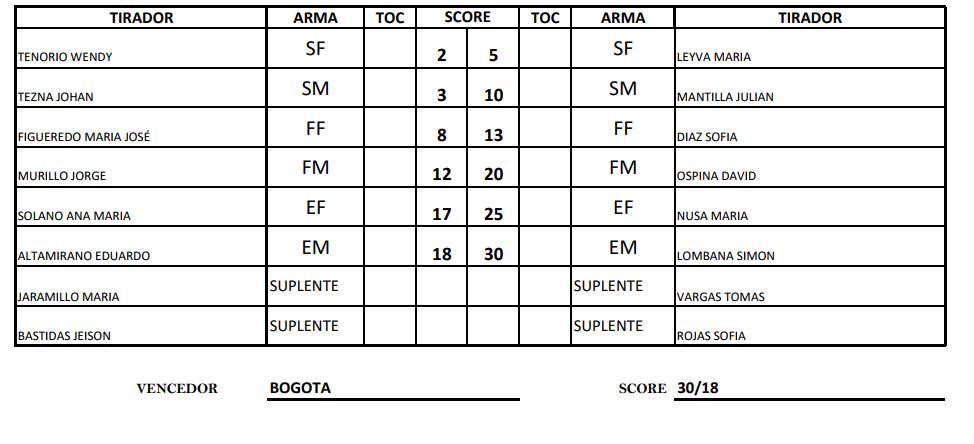 TIRADOR ARMA TOC SCORE TOC ARMA TIRADOR
TENORIO WENDY SF 2 5 SF LEYVA MARIA
TEZNA JOHAN SM 3 10 SM MANTILLA JULIAN
FIGUEREDO MARIA JOSÉ FF 8 13 FF DIAZ SOFIA
MURILLO JORGE FM 12 20 FM OSPINA DAVID
SOLANO ANA MARIA EF 17 25 EF NUSA MARIA
ALTAMIRANO EDUARDO EM 18 30 EM LOMBANA SIMON
JARAMILLO MARIA SUPLENTE SUPLENTE VARGAS TOMAS
BASTIDAS JEISON SUPLENTE SUPLENTE ROJAS SOFIA
VENCEDOR BOGOTA SCORE 30/18